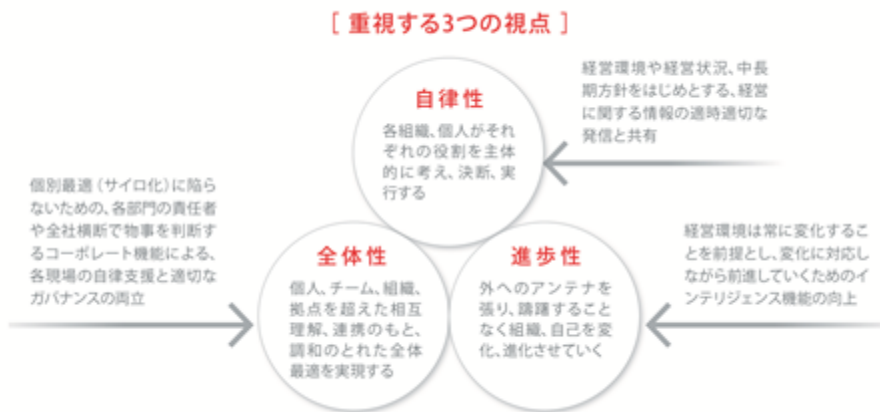 [ 重視する3つの視点 ]
自律性
各組織、個人がそれ
ぞれの役割を主体
的に考え、決断、実
行する
経営環境や経営状況、中長
期方針をはじめとする、経営
に関する情報の適時適切な
発信と共有
個別最適（サイロ化）に陥ら
ないための、各部門の責任者
や全社横断で物事を判断す
るコーポレート機能による、
各現場の自律支援と適切な
ガバナンスの両立
全体性
個人、チーム、組織、
拠点を超えた相互
理解、連携のもと、
調和のとれた全体
最適を実現する
進歩性
外へのアンテナを
張り、躊躇すること
なく組織、自己を変
化、進化させていく
経営環境は常に変化するこ
とを前提とし、変化に対応し
ながら前進していくためのイ
ンテリジェンス機能の向上